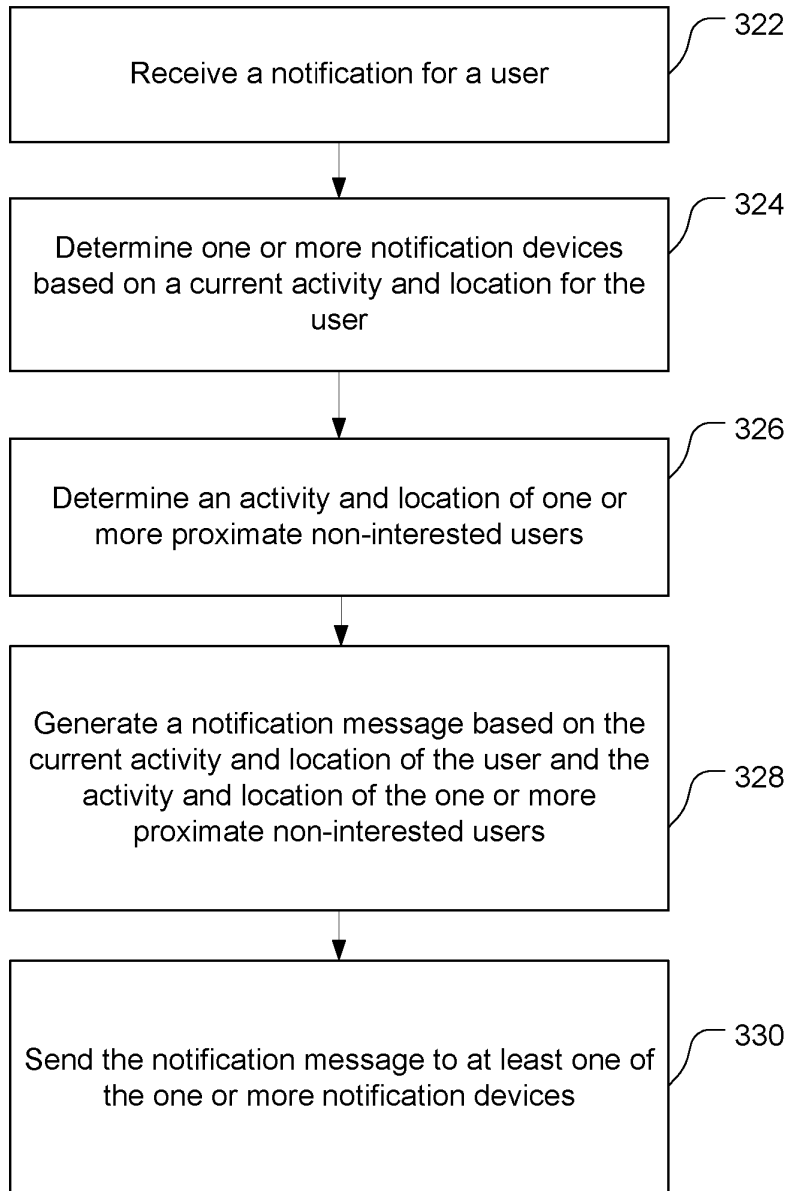 322
Receive a notification for a user
324
Determine one or more notification devices
based on a current activity and location for the
user
326
Determine an activity and location of one or
more proximate non-interested users
Generate a notification message based on the
current activity and location of the user and the
activity and location of the one or more
proximate non-interested users
328
Send the notification message to at least one of
the one or more notification devices
330